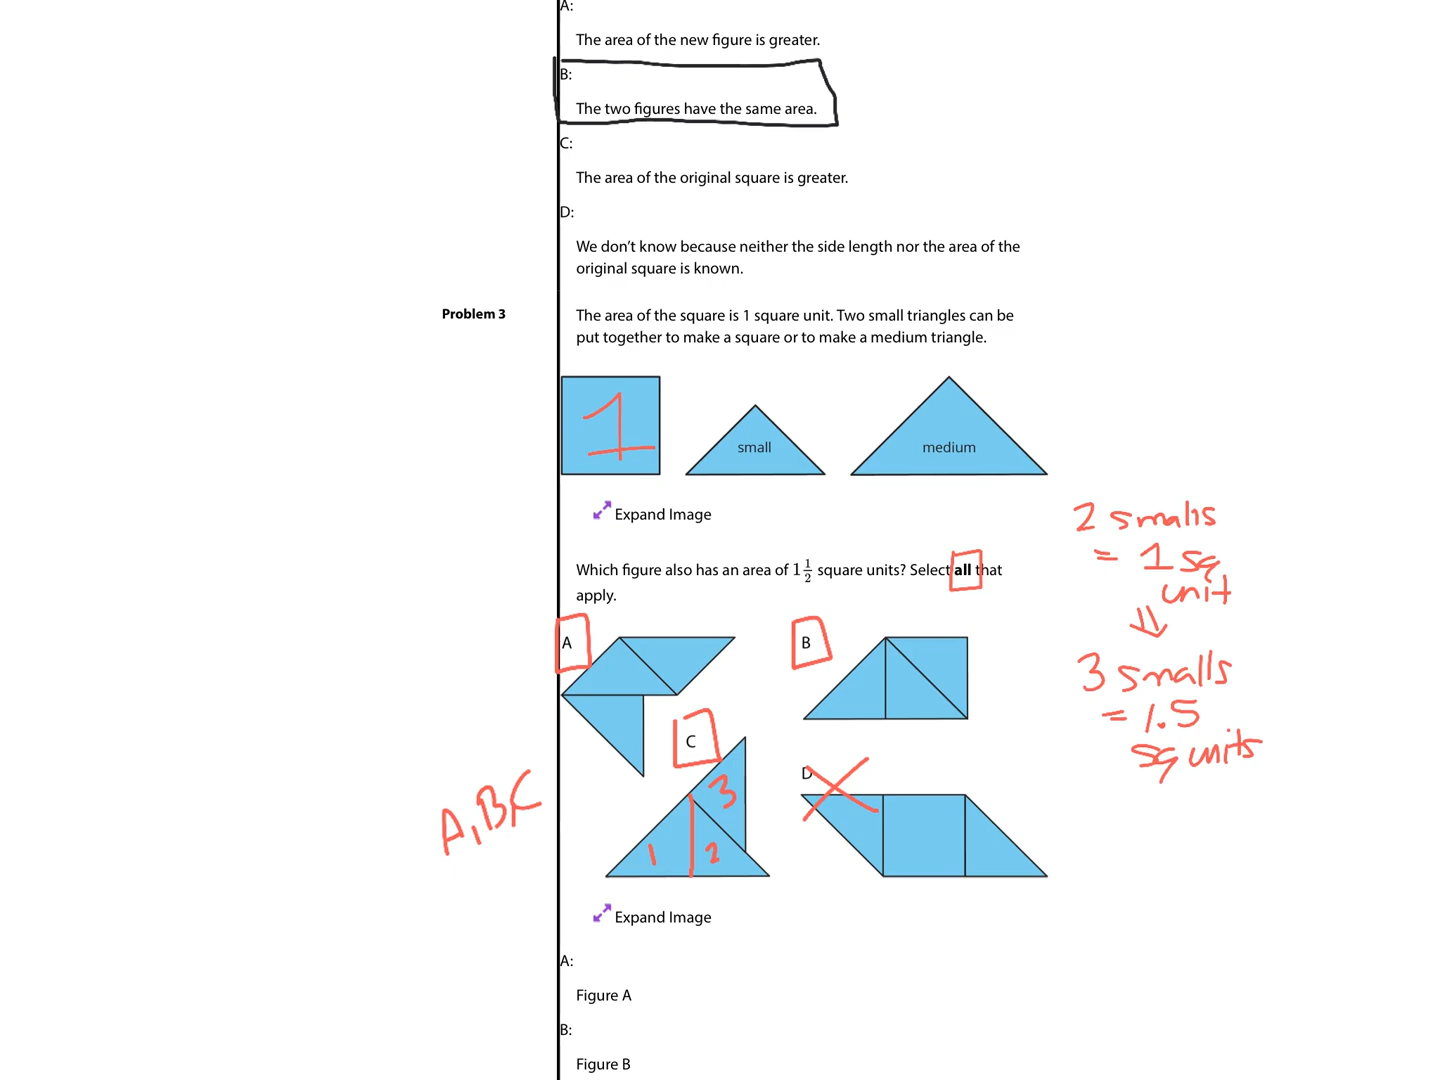 A:
The area of the new figure is greater.
B:
The two figures have the same area.
C:
The area of the original square is greater.
D:
We don't know because neither the side length nor the area of the
original square is known.
Problem 3
The area of the square is 1 square unit. Two small triangles can be
put together to make a square or to make a medium triangle.
1
small
medium
Expand Image
2 smalls
= 1 sq
unit
⇓
3 smalls
= 1.5
sq units
Which figure also has an area of 1 1/2 square units? Select all that
apply.
A
B
C
D
1
2
3
A,B,C
Expand Image
A:
Figure A
B:
Figure B